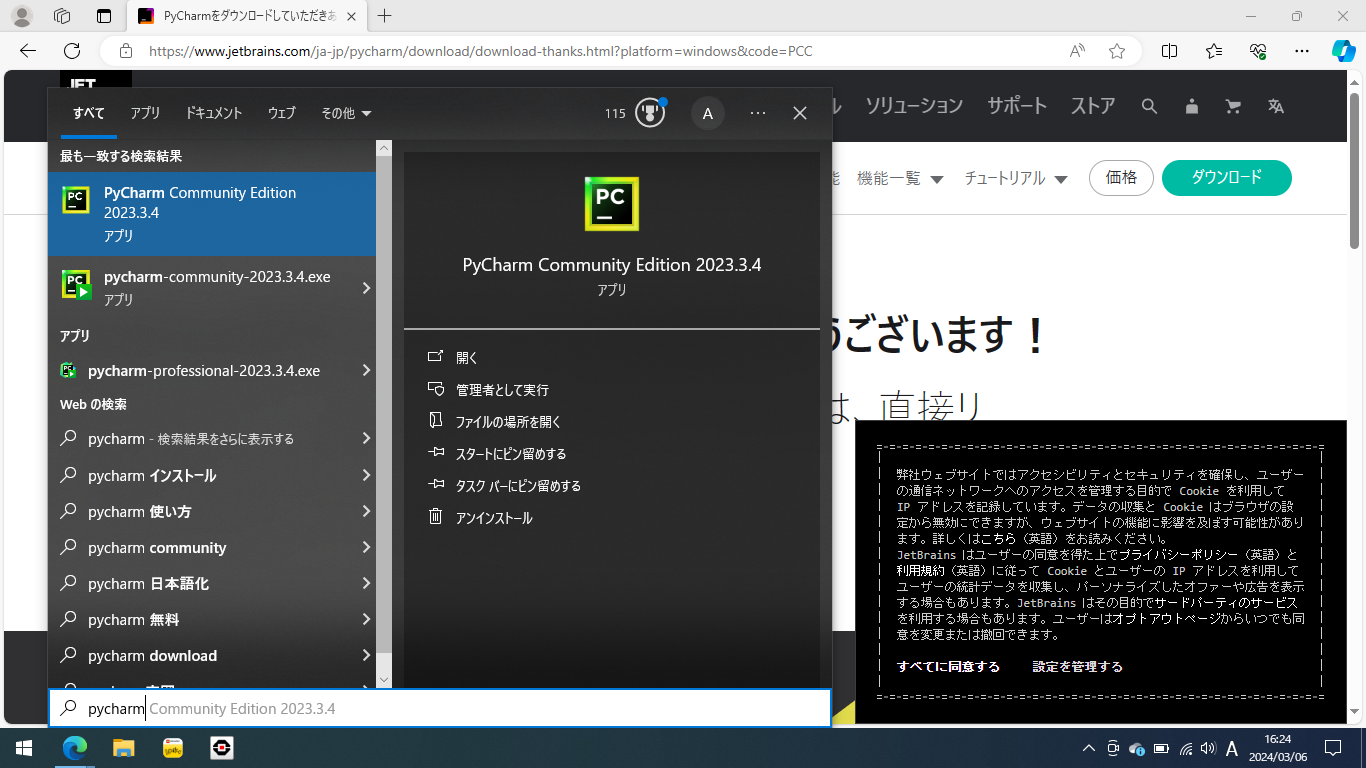 PyCharmをダウンロードしていただきあ
https://www.jetbrains.com/ja-jp/pycharm/download/download-thanks.html?platform=windows&code=PCC
JET
ル ソリューション サポート ストア
すべて アプリ ドキュメント ウェブ その他 115 A
能 機能一覧 チュートリアル 価格 ダウンロード
最も一致する検索結果
PyCharm Community Edition
2023.3.4
アプリ
pycharm-community-2023.3.4.exe
アプリ
アプリ
pycharm-professional-2023.3.4.exe
Web の検索
pycharm - 検索結果をさらに表示する
pycharm インストール
pycharm 使い方
pycharm community
pycharm 日本語化
pycharm 無料
pycharm download
pycharm Community Edition 2023.3.4
PC
PyCharm Community Edition 2023.3.4
アプリ
開く
管理者として実行
ファイルの場所を開く
スタートにピン留めする
タスク バーにピン留めする
アンインストール
うございます！
は、直接リ
弊社ウェブサイトではアクセシビリティとセキュリティを確保し、ユーザー
の通信ネットワークへのアクセスを管理する目的で Cookie を利用して
IP アドレスを記録しています。データの収集と Cookie はブラウザの設
定から無効にできますが、ウェブサイトの機能に影響を及ぼす可能性があり
ます。詳しくはこちら（英語）をお読みください。
JetBrains はユーザーの同意を得た上でプライバシーポリシー（英語）と
利用規約（英語）に従って Cookie とユーザーの IP アドレスを利用して
ユーザーの統計データを収集し、パーソナライズしたオファーや広告を表示
する場合もあります。JetBrains はその目的でサードパーティのサービス
を利用する場合もあります。ユーザーはオプトアウトページからいつでも同
意を変更または撤回できます。
すべてに同意する 設定を管理する
A 16:24
2024/03/06